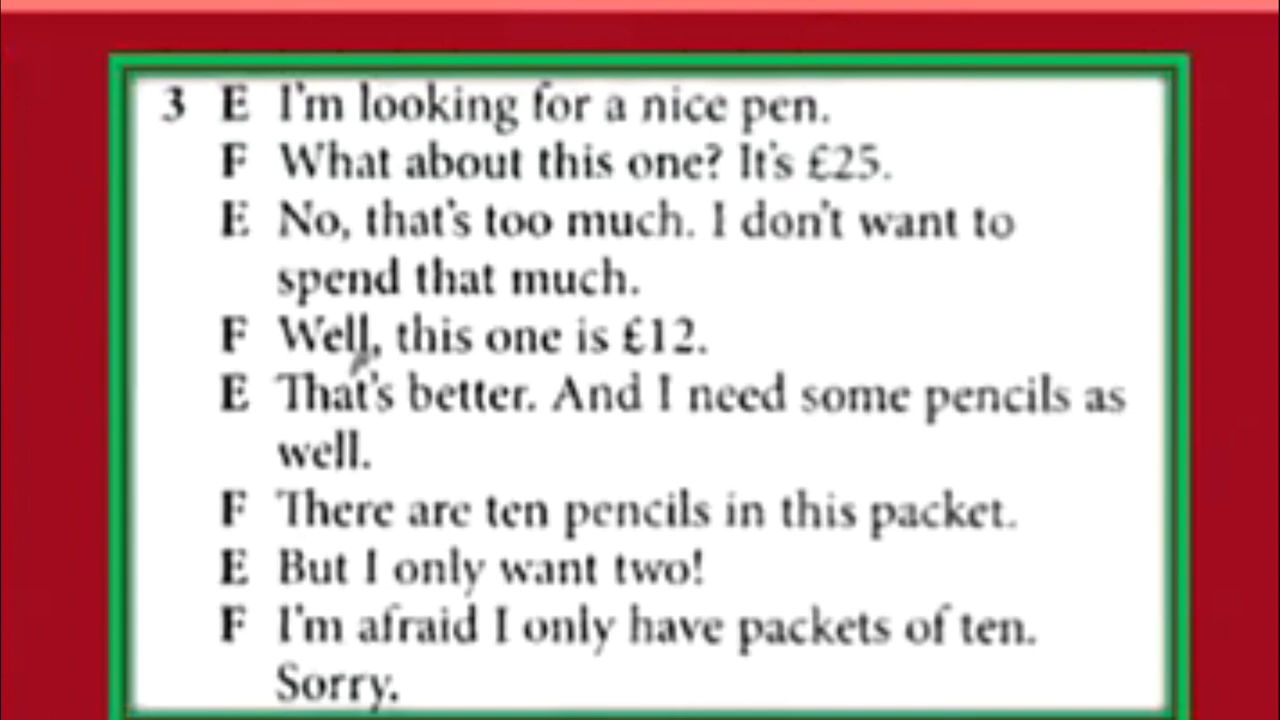 3 E I'm looking for a nice pen.
F What about this one? It's £25.
E No, that's too much. I don't want to
spend that much.
F Well, this one is £12.
E That's better. And I need some pencils as
well.
F There are ten pencils in this packet.
E But I only want two!
F I'm afraid I only have packets of ten.
Sorry.